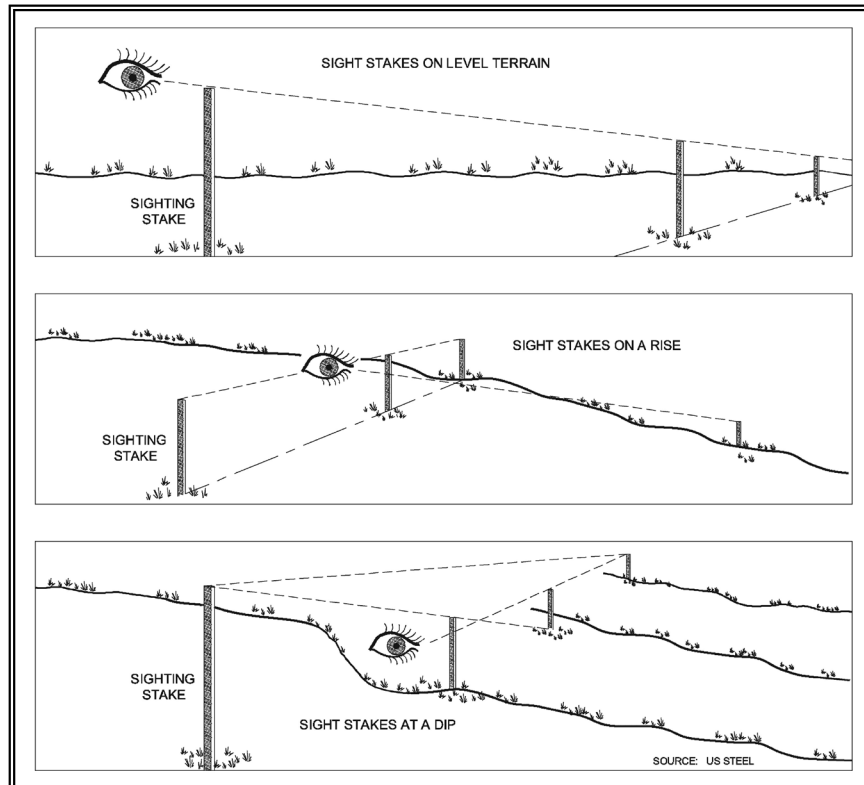 SIGHT STAKES ON LEVEL TERRAIN
SIGHTING
STAKE
SIGHT STAKES ON A RISE
SIGHTING
STAKE
SIGHTING
STAKE
SIGHT STAKES AT A DIP
SOURCE: US STEEL